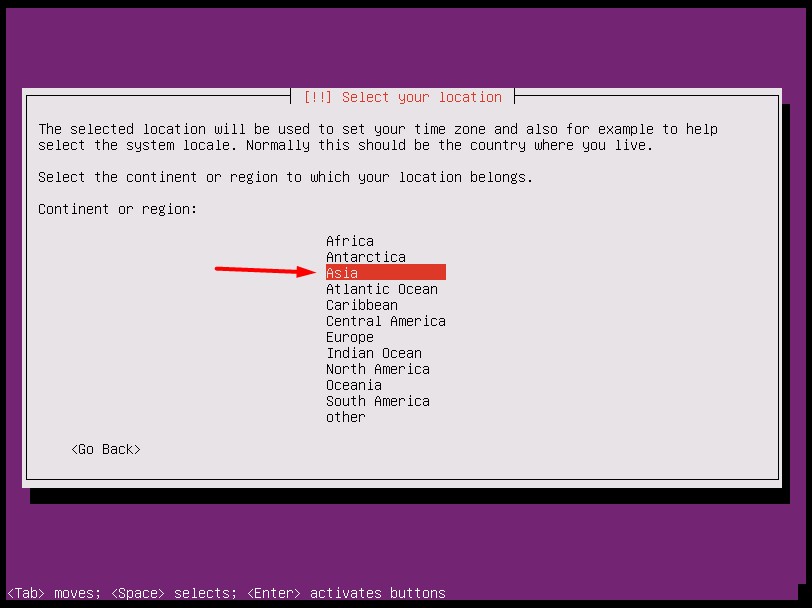 [!!] Select your location
The selected location will be used to set your time zone and also for example to help
select the system locale. Normally this should be the country where you live.
Select the continent or region to which your location belongs.
Continent or region:
Africa
Antarctica
Asia
Atlantic Ocean
Caribbean
Central America
Europe
Indian Ocean
North America
Oceania
South America
other
<Go Back>
<Tab> moves; <Space> selects; <Enter> activates buttons